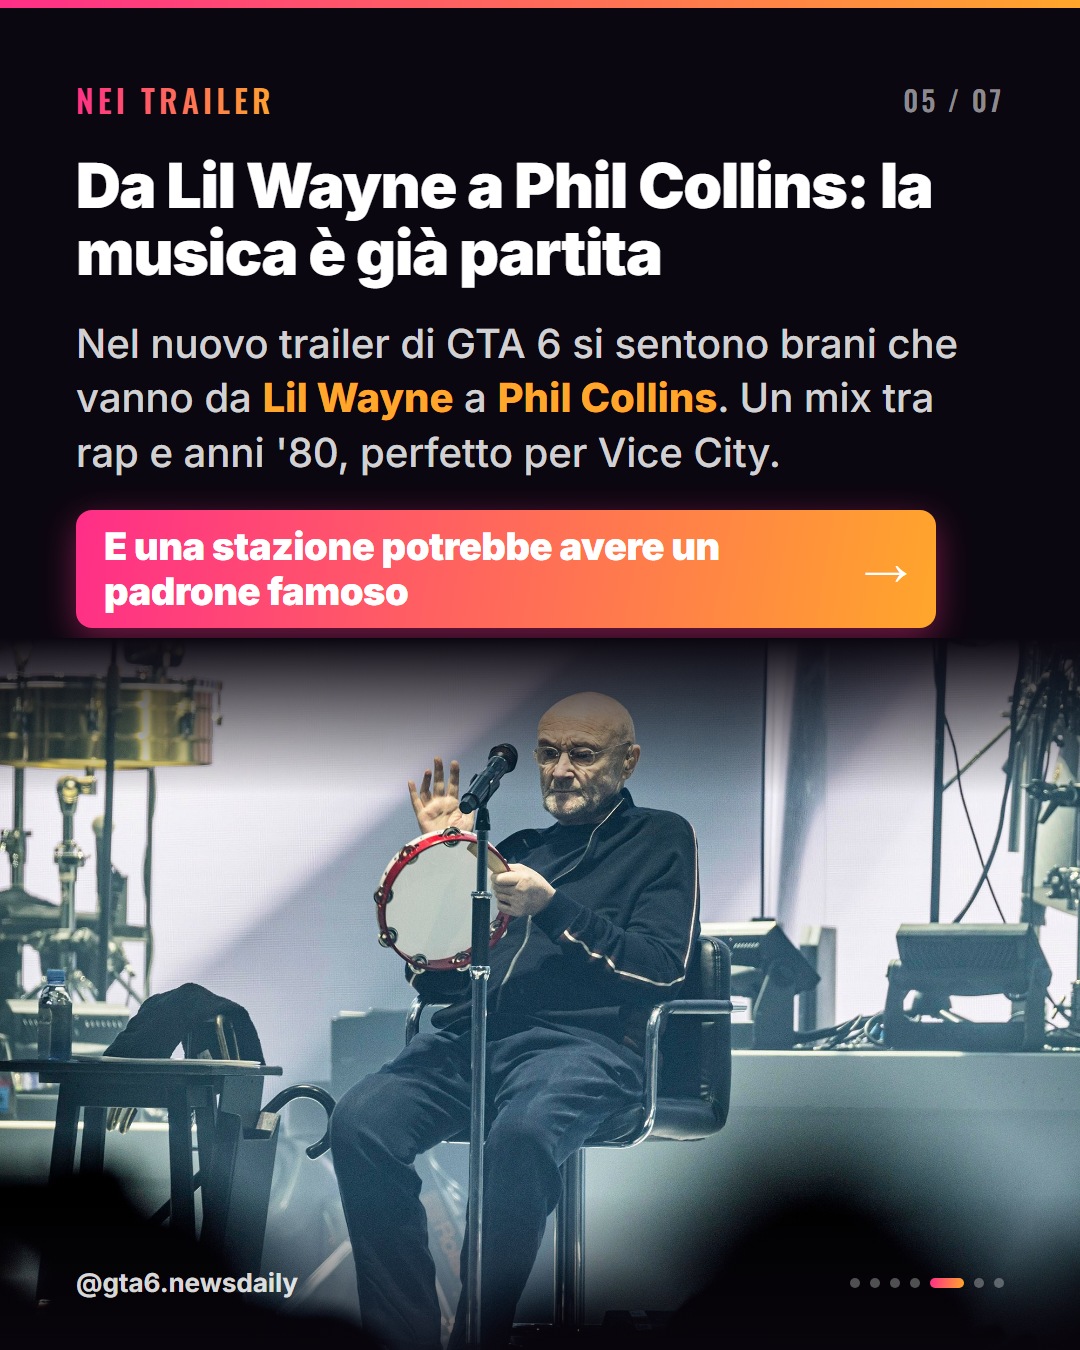 NEI TRAILER
05 / 07
Da Lil Wayne a Phil Collins: la
musica è già partita
Nel nuovo trailer di GTA 6 si sentono brani che
vanno da Lil Wayne a Phil Collins. Un mix tra
rap e anni '80, perfetto per Vice City.
E una stazione potrebbe avere un
padrone famoso
→
@gta6.newsdaily